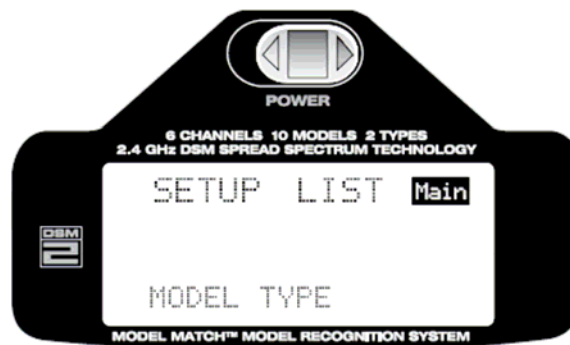 POWER
6 CHANNELS 10 MODELS 2 TYPES
2.4 GHz DSM SPREAD SPECTRUM TECHNOLOGY
SETUP LIST Main
DSM
2
MODEL TYPE
MODEL MATCH™ MODEL RECOGNITION SYSTEM